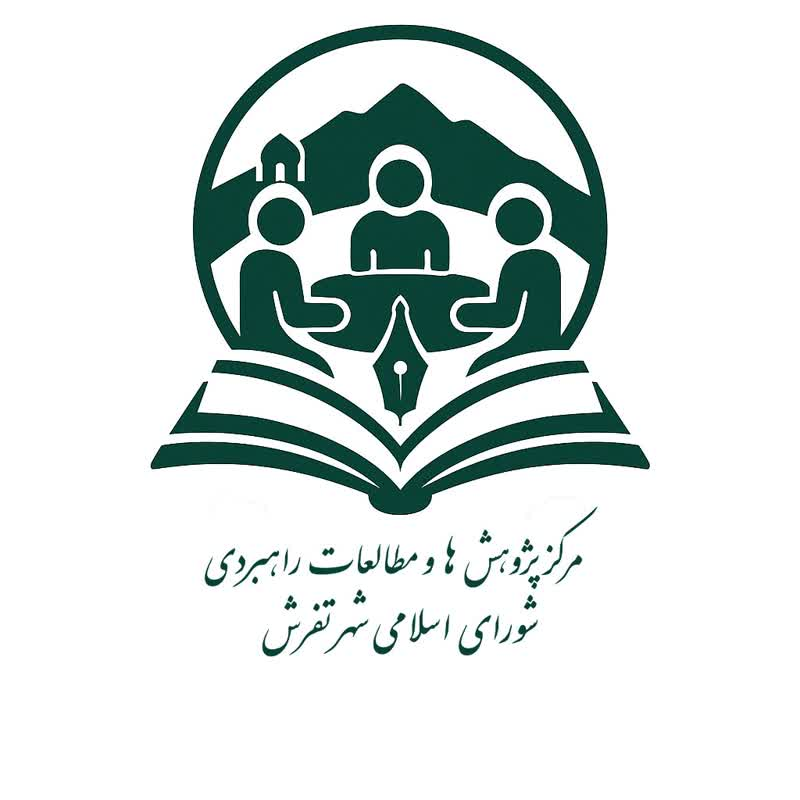 مرکز پژوهش ها و مطالعات راهبردی
شورای اسلامی شهر تفرش